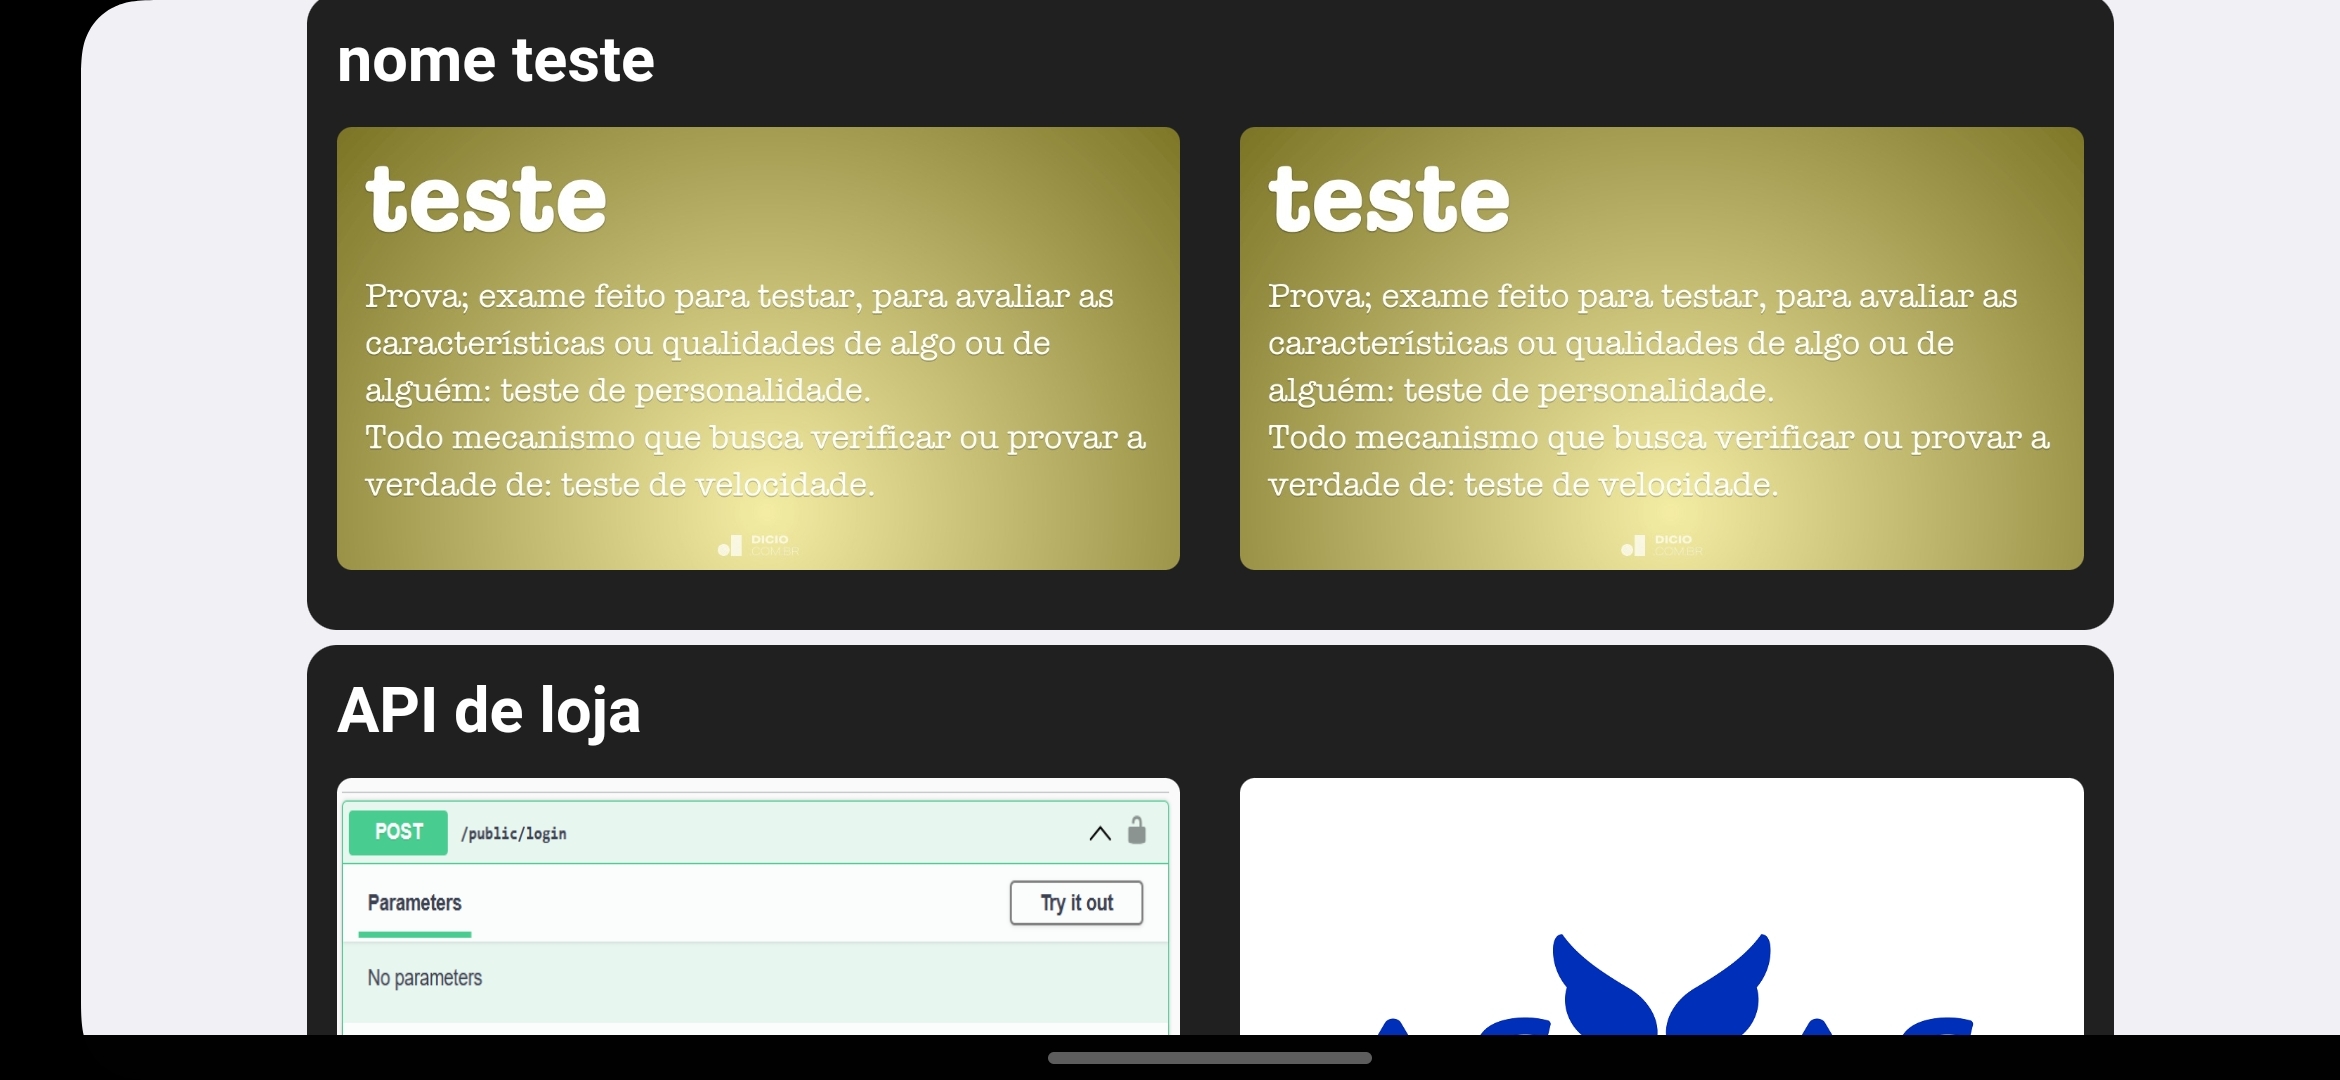 nome teste
teste
Prova; exame feito para testar, para avaliar as
características ou qualidades de algo ou de
alguém: teste de personalidade.
Todo mecanismo que busca verificar ou provar a
verdade de: teste de velocidade.
DICIO
.COM.BR
teste
Prova; exame feito para testar, para avaliar as
características ou qualidades de algo ou de
alguém: teste de personalidade.
Todo mecanismo que busca verificar ou provar a
verdade de: teste de velocidade.
DICIO
.COM.BR
API de loja
POST /public/login
Parameters Try it out
No parameters